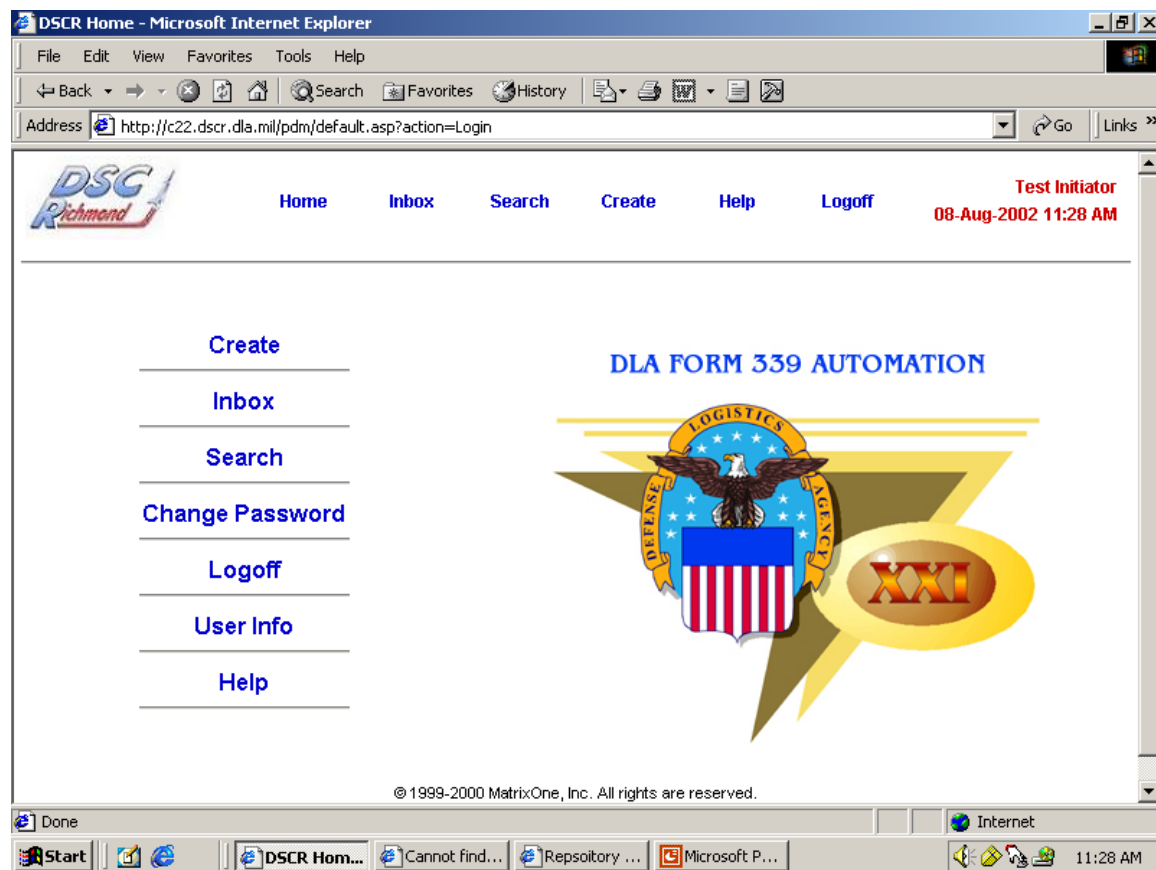 DSCR Home - Microsoft Internet Explorer
File Edit View Favorites Tools Help
Back Search Favorites History
Address http://c22.dscr.dla.mil/pdm/default.asp?action=Login Go Links »
DSC
Richmond
Home Inbox Search Create Help Logoff
Test Initiator
08-Aug-2002 11:28 AM
Create
Inbox
Search
Change Password
Logoff
User Info
Help
DLA FORM 339 AUTOMATION
DEFENSE LOGISTICS AGENCY
XXI
© 1999-2000 MatrixOne, Inc. All rights are reserved.
Done Internet
Start DSCR Hom... Cannot find... Repsoitory ... Microsoft P... 11:28 AM